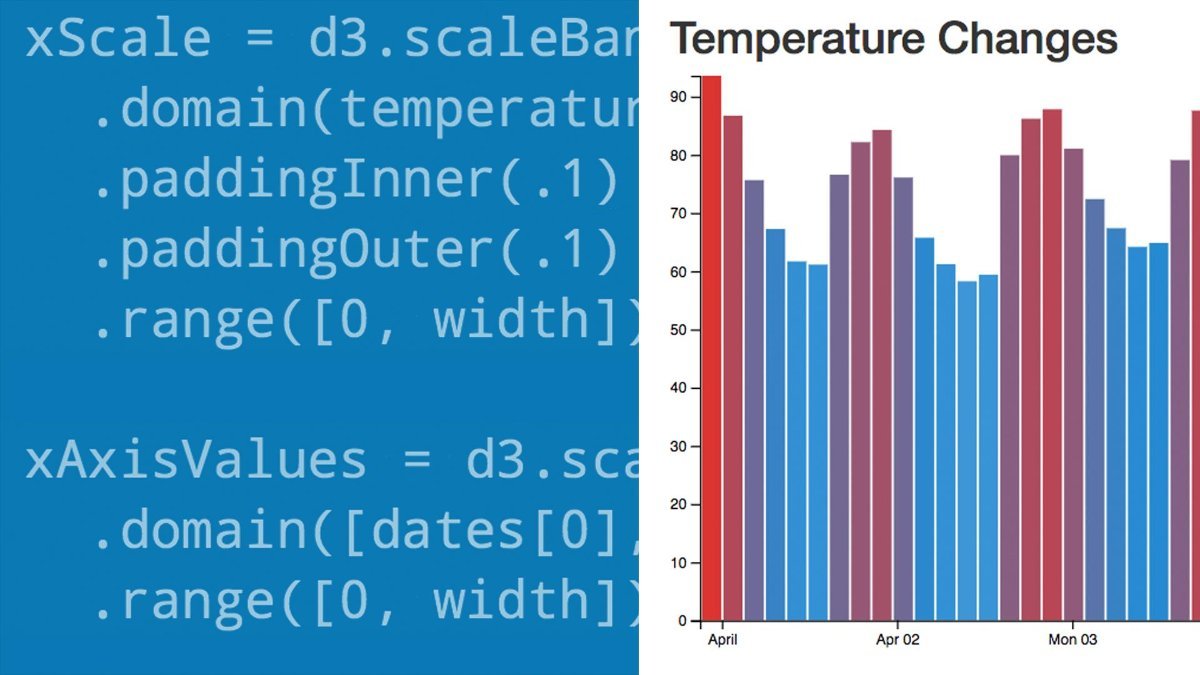 xScale = d3.scaleBan
.domain(temperatur
.paddingInner(.1)
.paddingOuter(.1)
.range([0, width])
xAxisValues = d3.sca
.domain([dates[0],
.range([0, width])
Temperature Changes
90
80
70
60
50
40
30
20
10
0
April
Apr 02
Mon 03